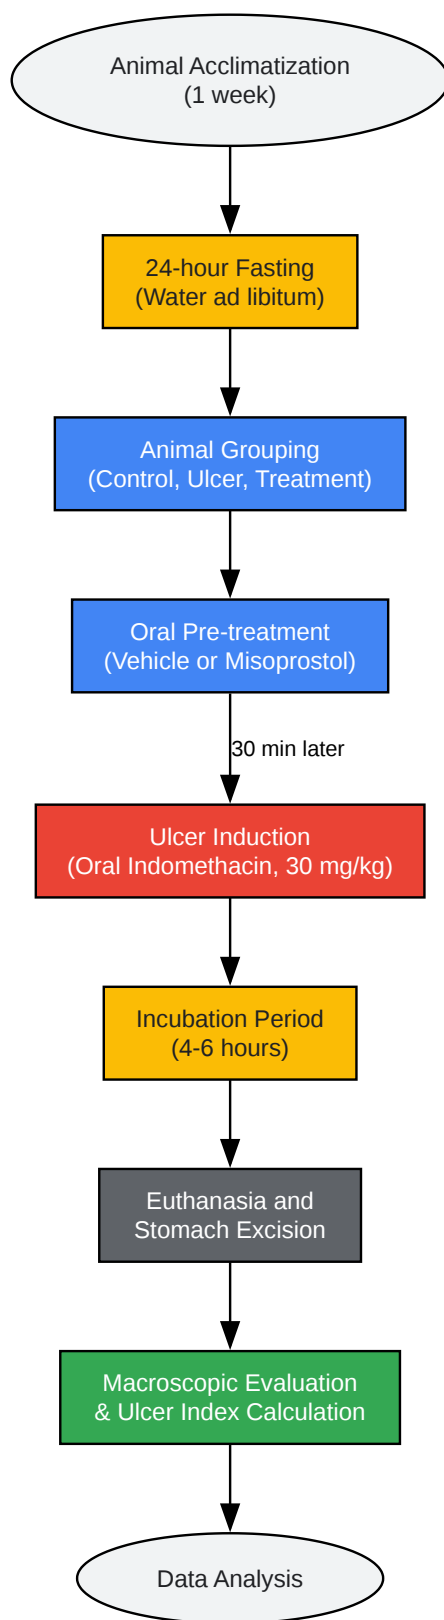 Animal Acclimatization
(1 week)
24-hour Fasting
(Water ad libitum)
Animal Grouping
(Control, Ulcer, Treatment)
Oral Pre-treatment
(Vehicle or Misoprostol)
30 min later
Ulcer Induction
(Oral Indomethacin, 30 mg/kg)
Incubation Period
(4-6 hours)
Euthanasia and
Stomach Excision
Macroscopic Evaluation
& Ulcer Index Calculation
Data Analysis